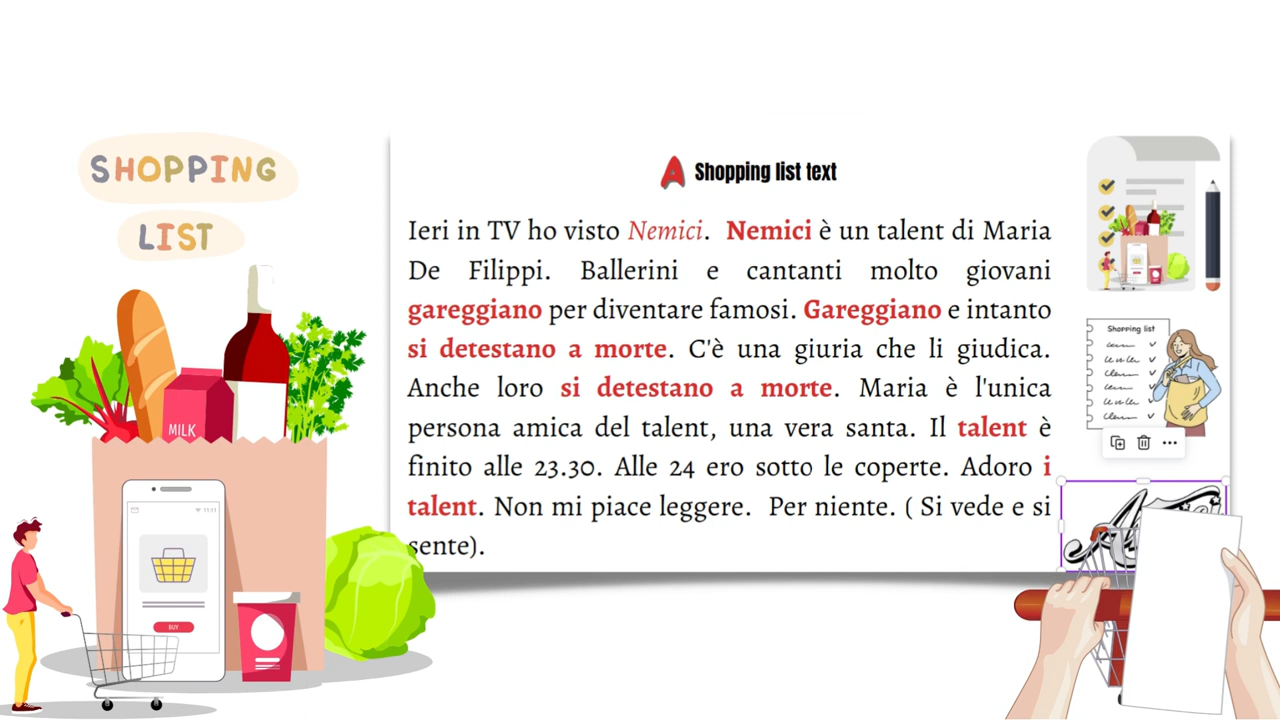 SHOPPING
LIST
MILK
11:11
BUY
A Shopping list text
Ieri in TV ho visto Nemici. Nemici è un talent di Maria
De Filippi. Ballerini e cantanti molto giovani
gareggiano per diventare famosi. Gareggiano e intanto
si detestano a morte. C'è una giuria che li giudica.
Anche loro si detestano a morte. Maria è l'unica
persona amica del talent, una vera santa. Il talent è
finito alle 23.30. Alle 24 ero sotto le coperte. Adoro i
talent. Non mi piace leggere. Per niente. ( Si vede e si
sente).
Shopping list